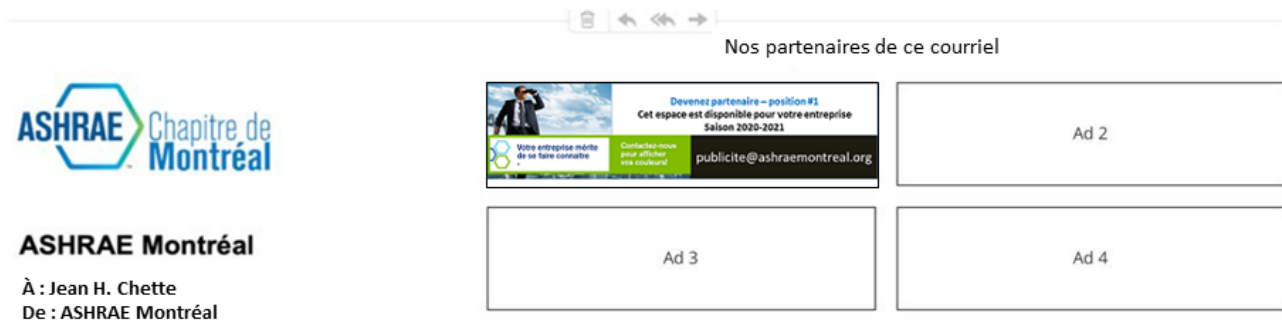 Nos partenaires de ce courriel
ASHRAE Chapitre de
Montréal
Devenez partenaire – position #1
Cet espace est disponible pour votre entreprise
Saison 2020-2021
Votre entreprise mérite
de se faire connaître
Contactez-nous
pour afficher
vos couleurs!
publicite@ashraemontreal.org
Ad 2
ASHRAE Montréal
À : Jean H. Chette
De : ASHRAE Montréal
Ad 3
Ad 4